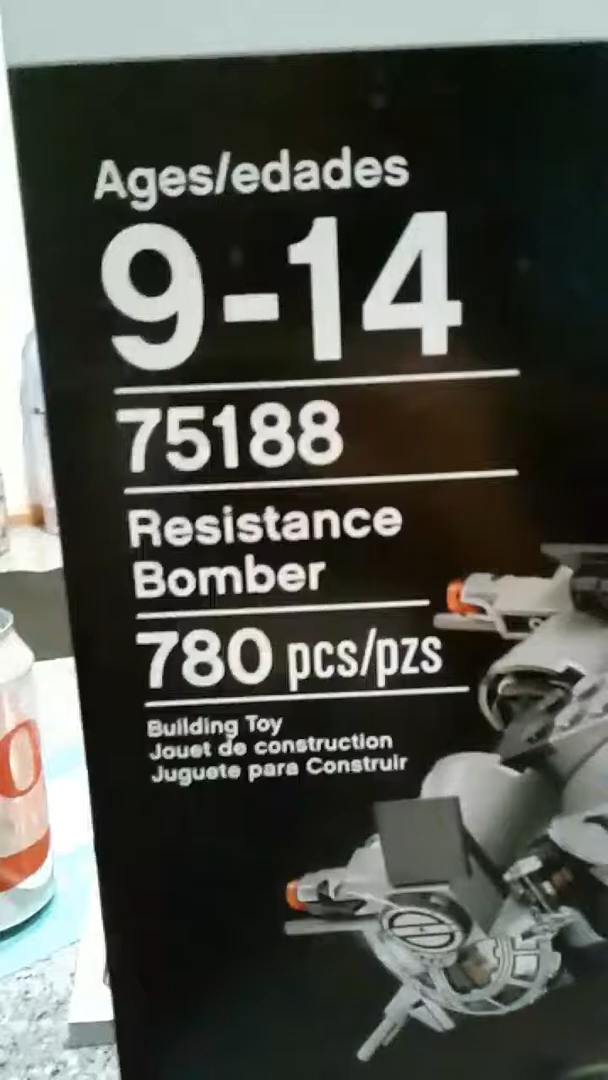 Ages/edades
9-14
75188
Resistance
Bomber
780 pcs/pzs
Building Toy
Jouet de construction
Juguete para Construir